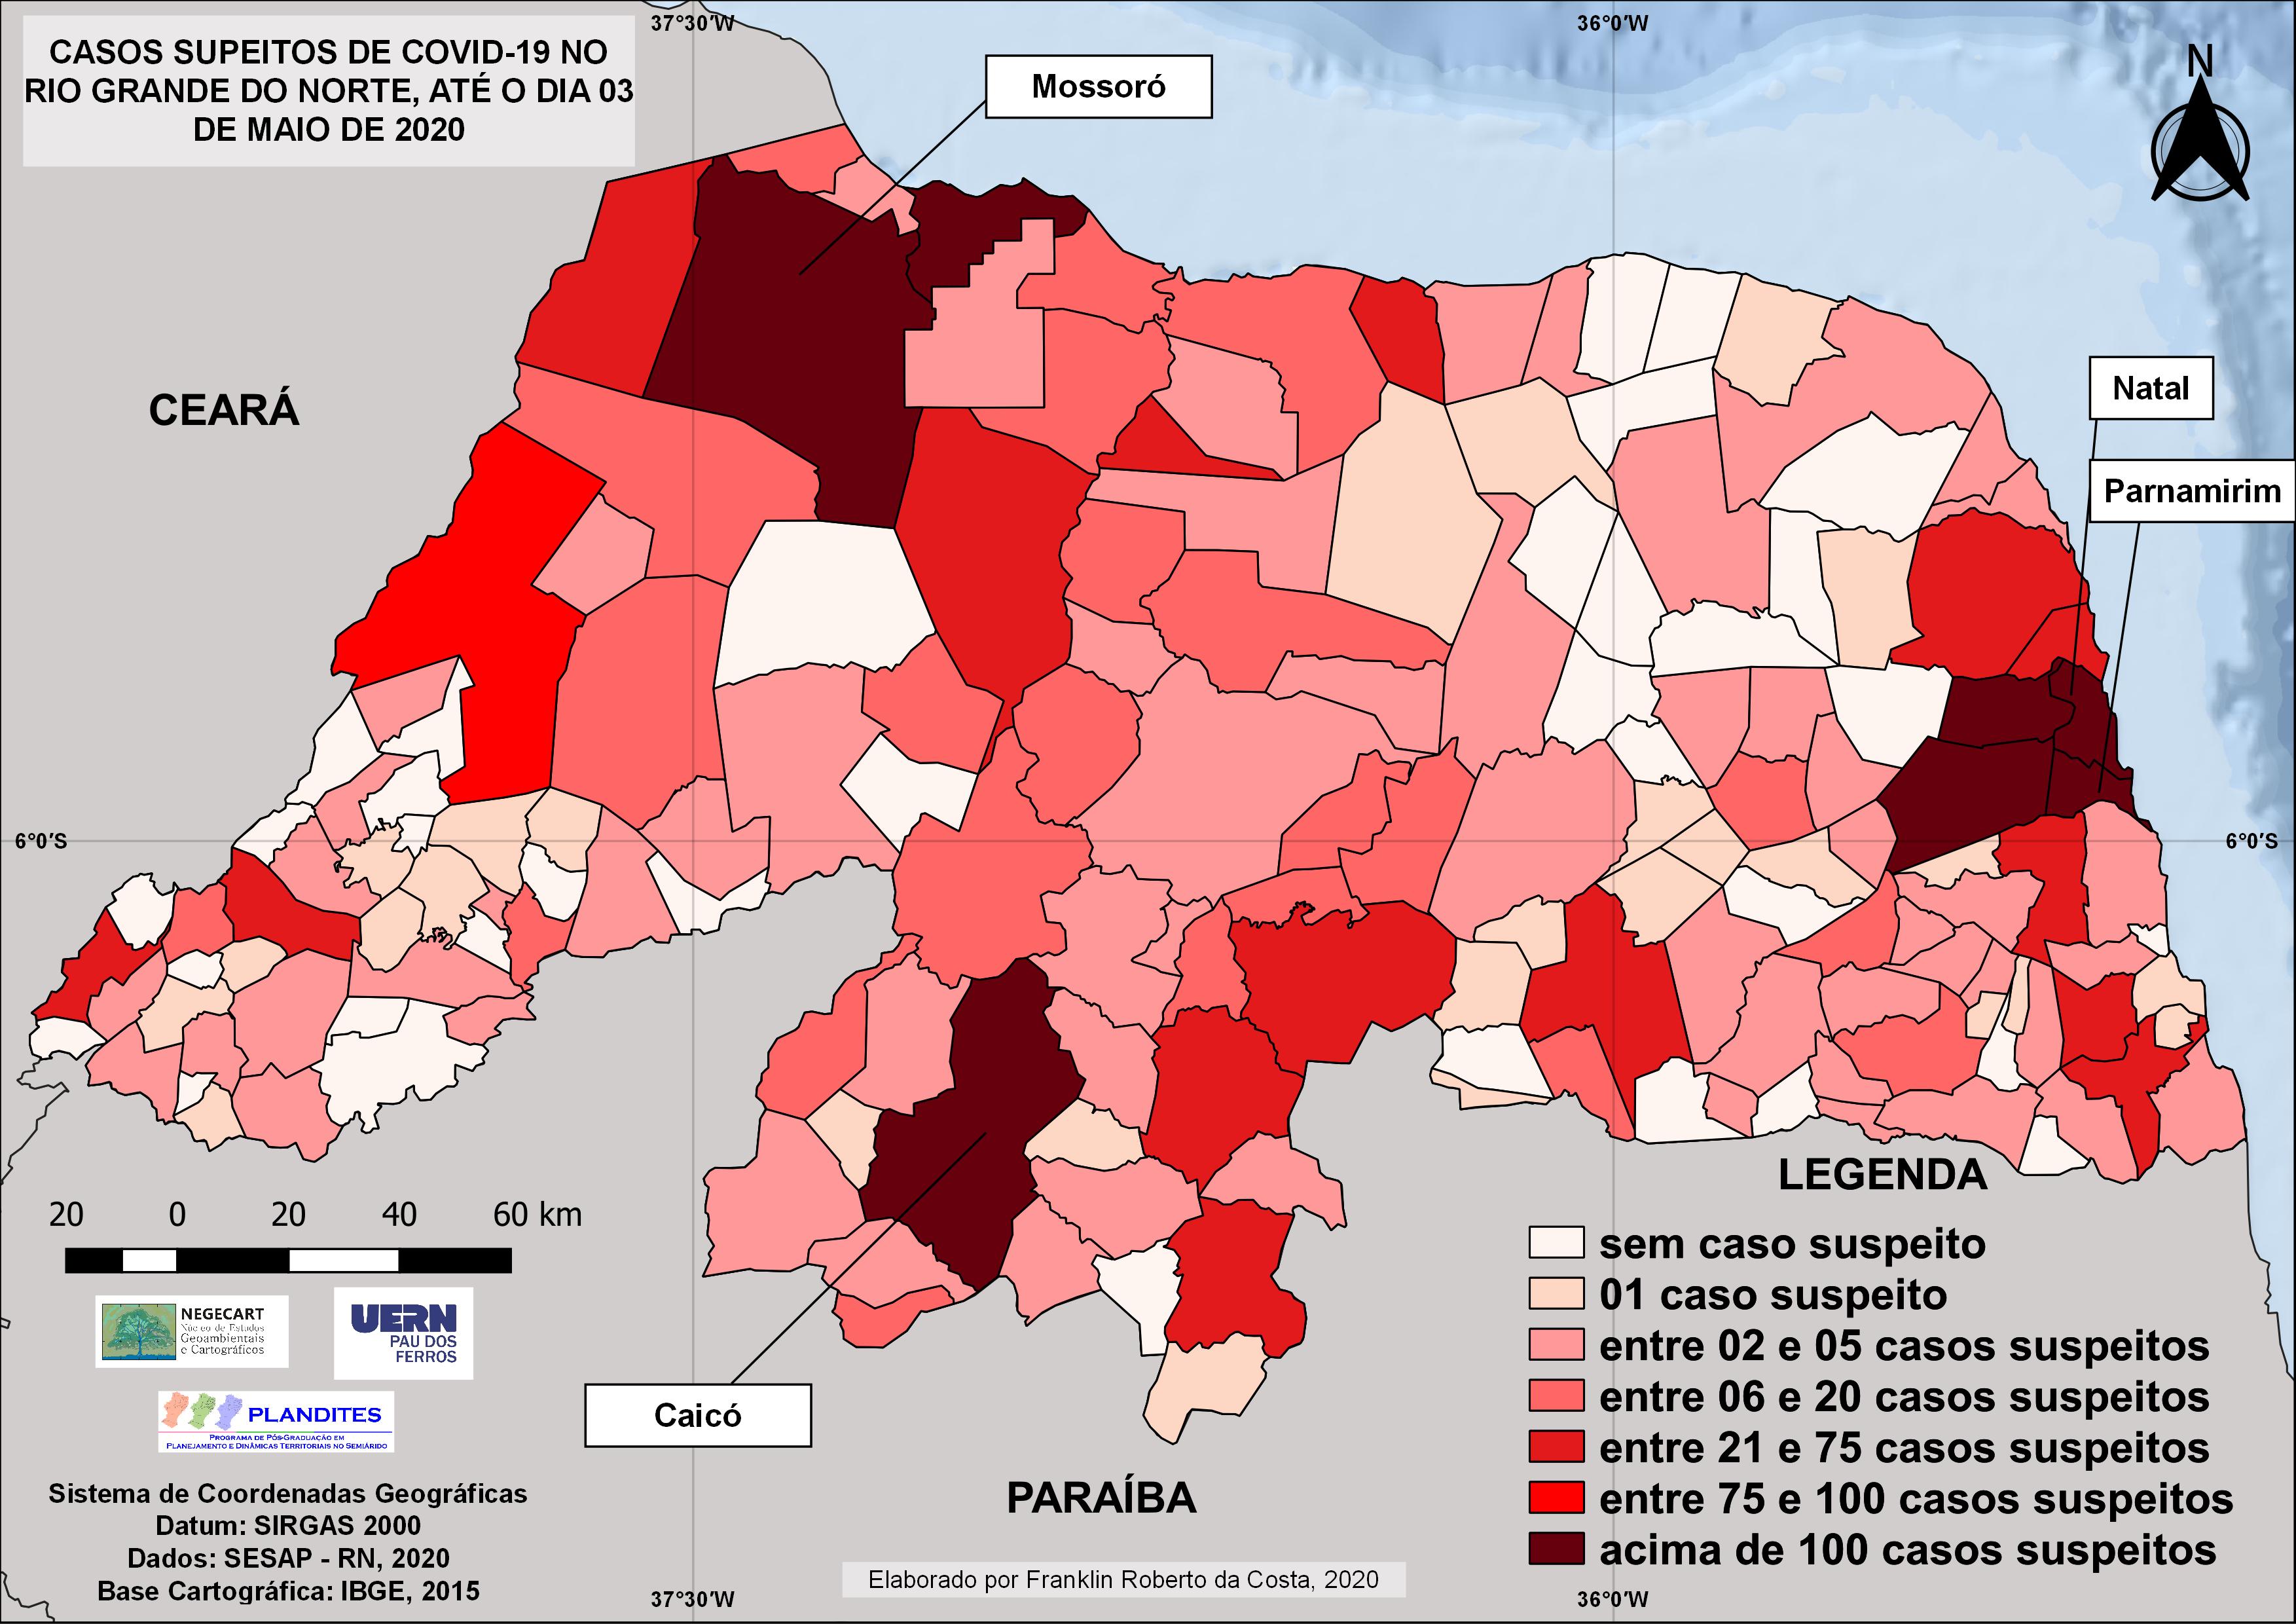 CASOS SUPEITOS DE COVID-19 NO
RIO GRANDE DO NORTE, ATÉ O DIA 03
DE MAIO DE 2020
37°30′W
36°0′W
N
Mossoró
CEARÁ
Natal
Parnamirim
6°0′S
6°0′S
20 0 20 40 60 km
NEGECART
Núcleo de Estudos
Geoambientais
e Cartográficos
UERN
PAU DOS
FERROS
PLANDITES
PROGRAMA DE PÓS-GRADUAÇÃO EM
PLANEJAMENTO E DINÂMICAS TERRITORIAIS NO SEMIÁRIDO
Caicó
PARAÍBA
LEGENDA
sem caso suspeito
01 caso suspeito
entre 02 e 05 casos suspeitos
entre 06 e 20 casos suspeitos
entre 21 e 75 casos suspeitos
entre 75 e 100 casos suspeitos
acima de 100 casos suspeitos
Sistema de Coordenadas Geográficas
Datum: SIRGAS 2000
Dados: SESAP - RN, 2020
Base Cartográfica: IBGE, 2015
Elaborado por Franklin Roberto da Costa, 2020
37°30′W
36°0′W